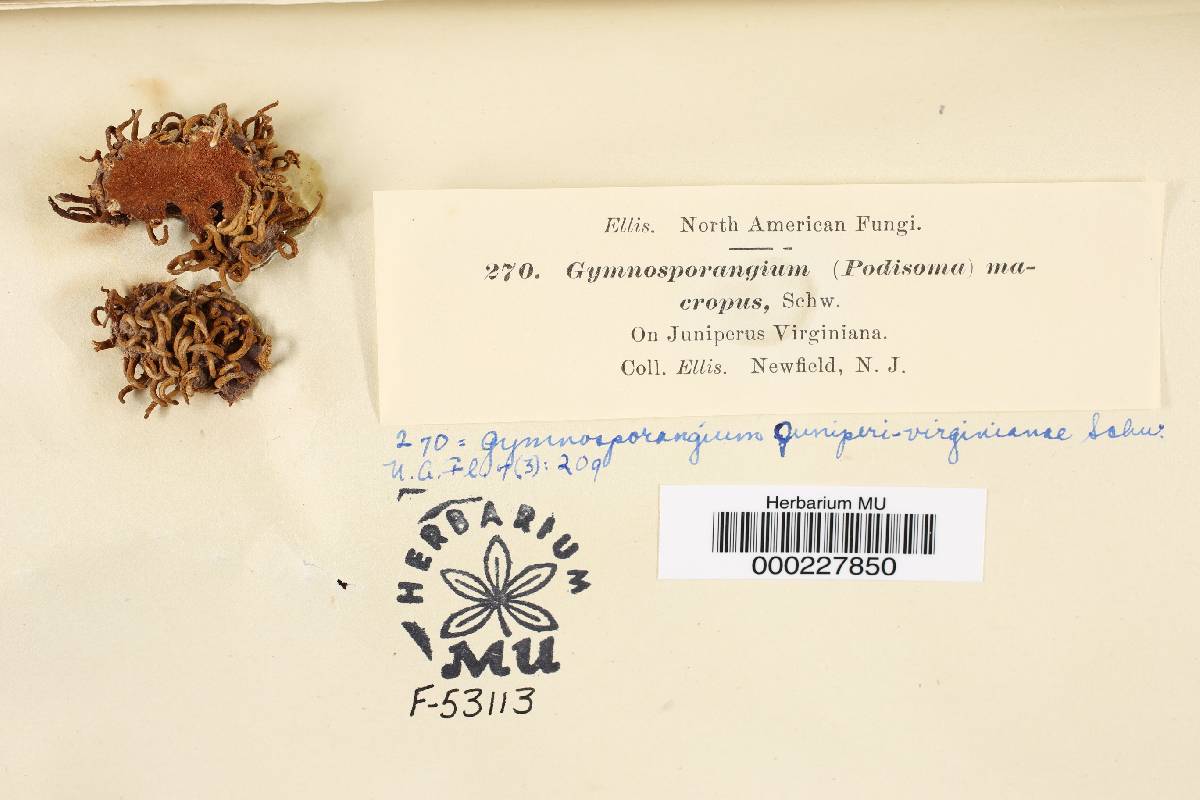 Ellis. North American Fungi.
270. Gymnosporangium (Podisoma) ma-
cropus, Schw.
On Juniperus Virginiana.
Coll. Ellis. Newfield, N. J.
270 = Gymnosporangium Juniperi-virginianae Schw.
N. A. Fl. 7(3): 209
Herbarium MU
000227850
HERBARIUM
MU
F-53113